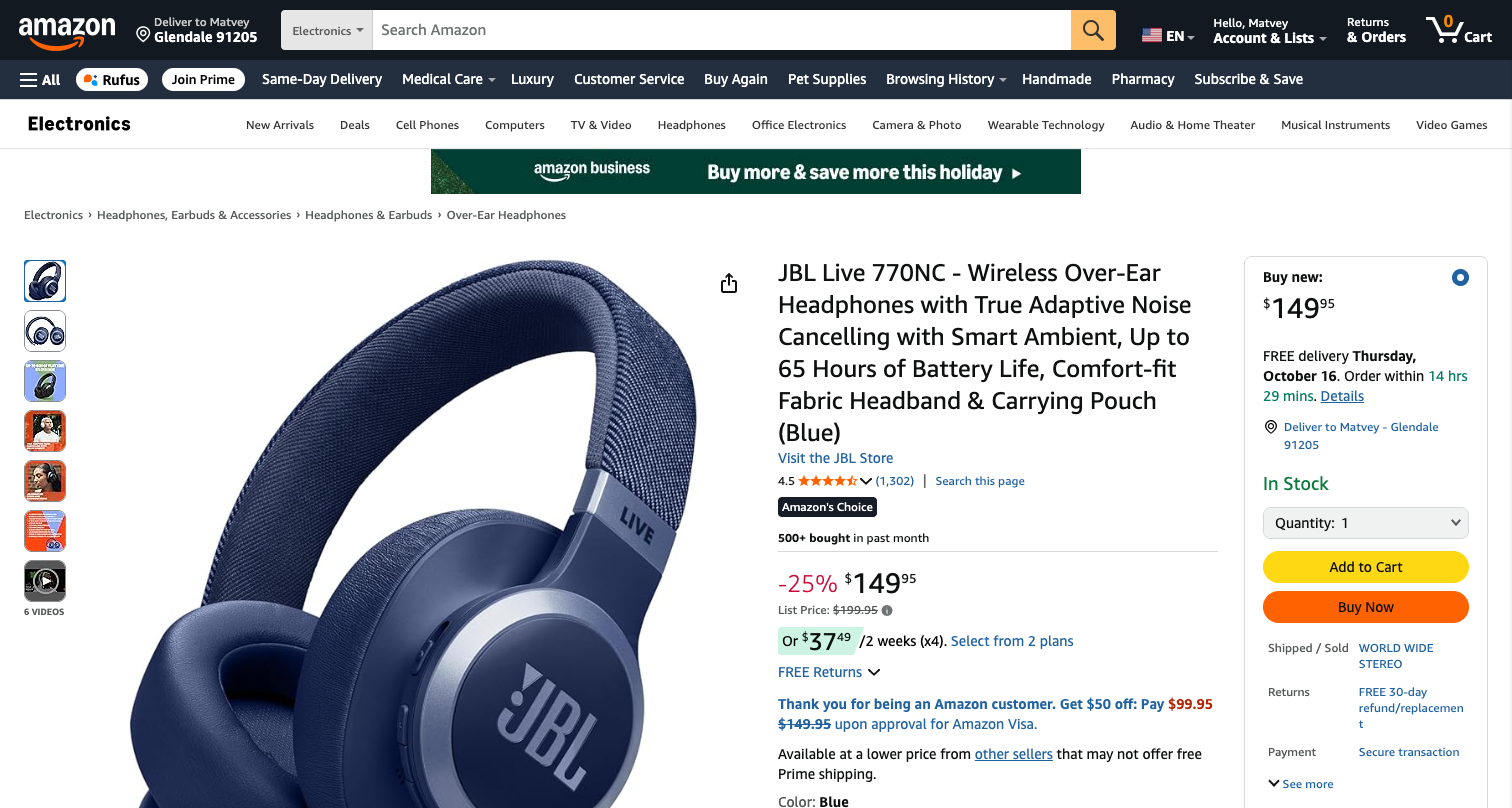 amazon
Deliver to Matvey
Glendale 91205
Electronics
Search Amazon
EN
Hello, Matvey
Account & Lists
Returns
& Orders
0
Cart
All
Rufus
Join Prime
Same-Day Delivery
Medical Care
Luxury
Customer Service
Buy Again
Pet Supplies
Browsing History
Handmade
Pharmacy
Subscribe & Save
Electronics
New Arrivals
Deals
Cell Phones
Computers
TV & Video
Headphones
Office Electronics
Camera & Photo
Wearable Technology
Audio & Home Theater
Musical Instruments
Video Games
amazon business
Buy more & save more this holiday ▸
Electronics › Headphones, Earbuds & Accessories › Headphones & Earbuds › Over-Ear Headphones
6 VIDEOS
LIVE
JBL
JBL Live 770NC - Wireless Over-Ear
Headphones with True Adaptive Noise
Cancelling with Smart Ambient, Up to
65 Hours of Battery Life, Comfort-fit
Fabric Headband & Carrying Pouch
(Blue)
Visit the JBL Store
4.5 (1,302) | Search this page
Amazon's Choice
500+ bought in past month
-25% $149 95
List Price: $199.95
Or $37 49 /2 weeks (x4). Select from 2 plans
FREE Returns
Thank you for being an Amazon customer. Get $50 off: Pay $99.95
$149.95 upon approval for Amazon Visa.
Available at a lower price from other sellers that may not offer free
Prime shipping.
Color: Blue
Buy new:
$149 95
FREE delivery Thursday,
October 16. Order within 14 hrs
29 mins. Details
Deliver to Matvey - Glendale
91205
In Stock
Quantity: 1
Add to Cart
Buy Now
Shipped / Sold WORLD WIDE
STEREO
Returns FREE 30-day
refund/replacemen
t
Payment Secure transaction
See more